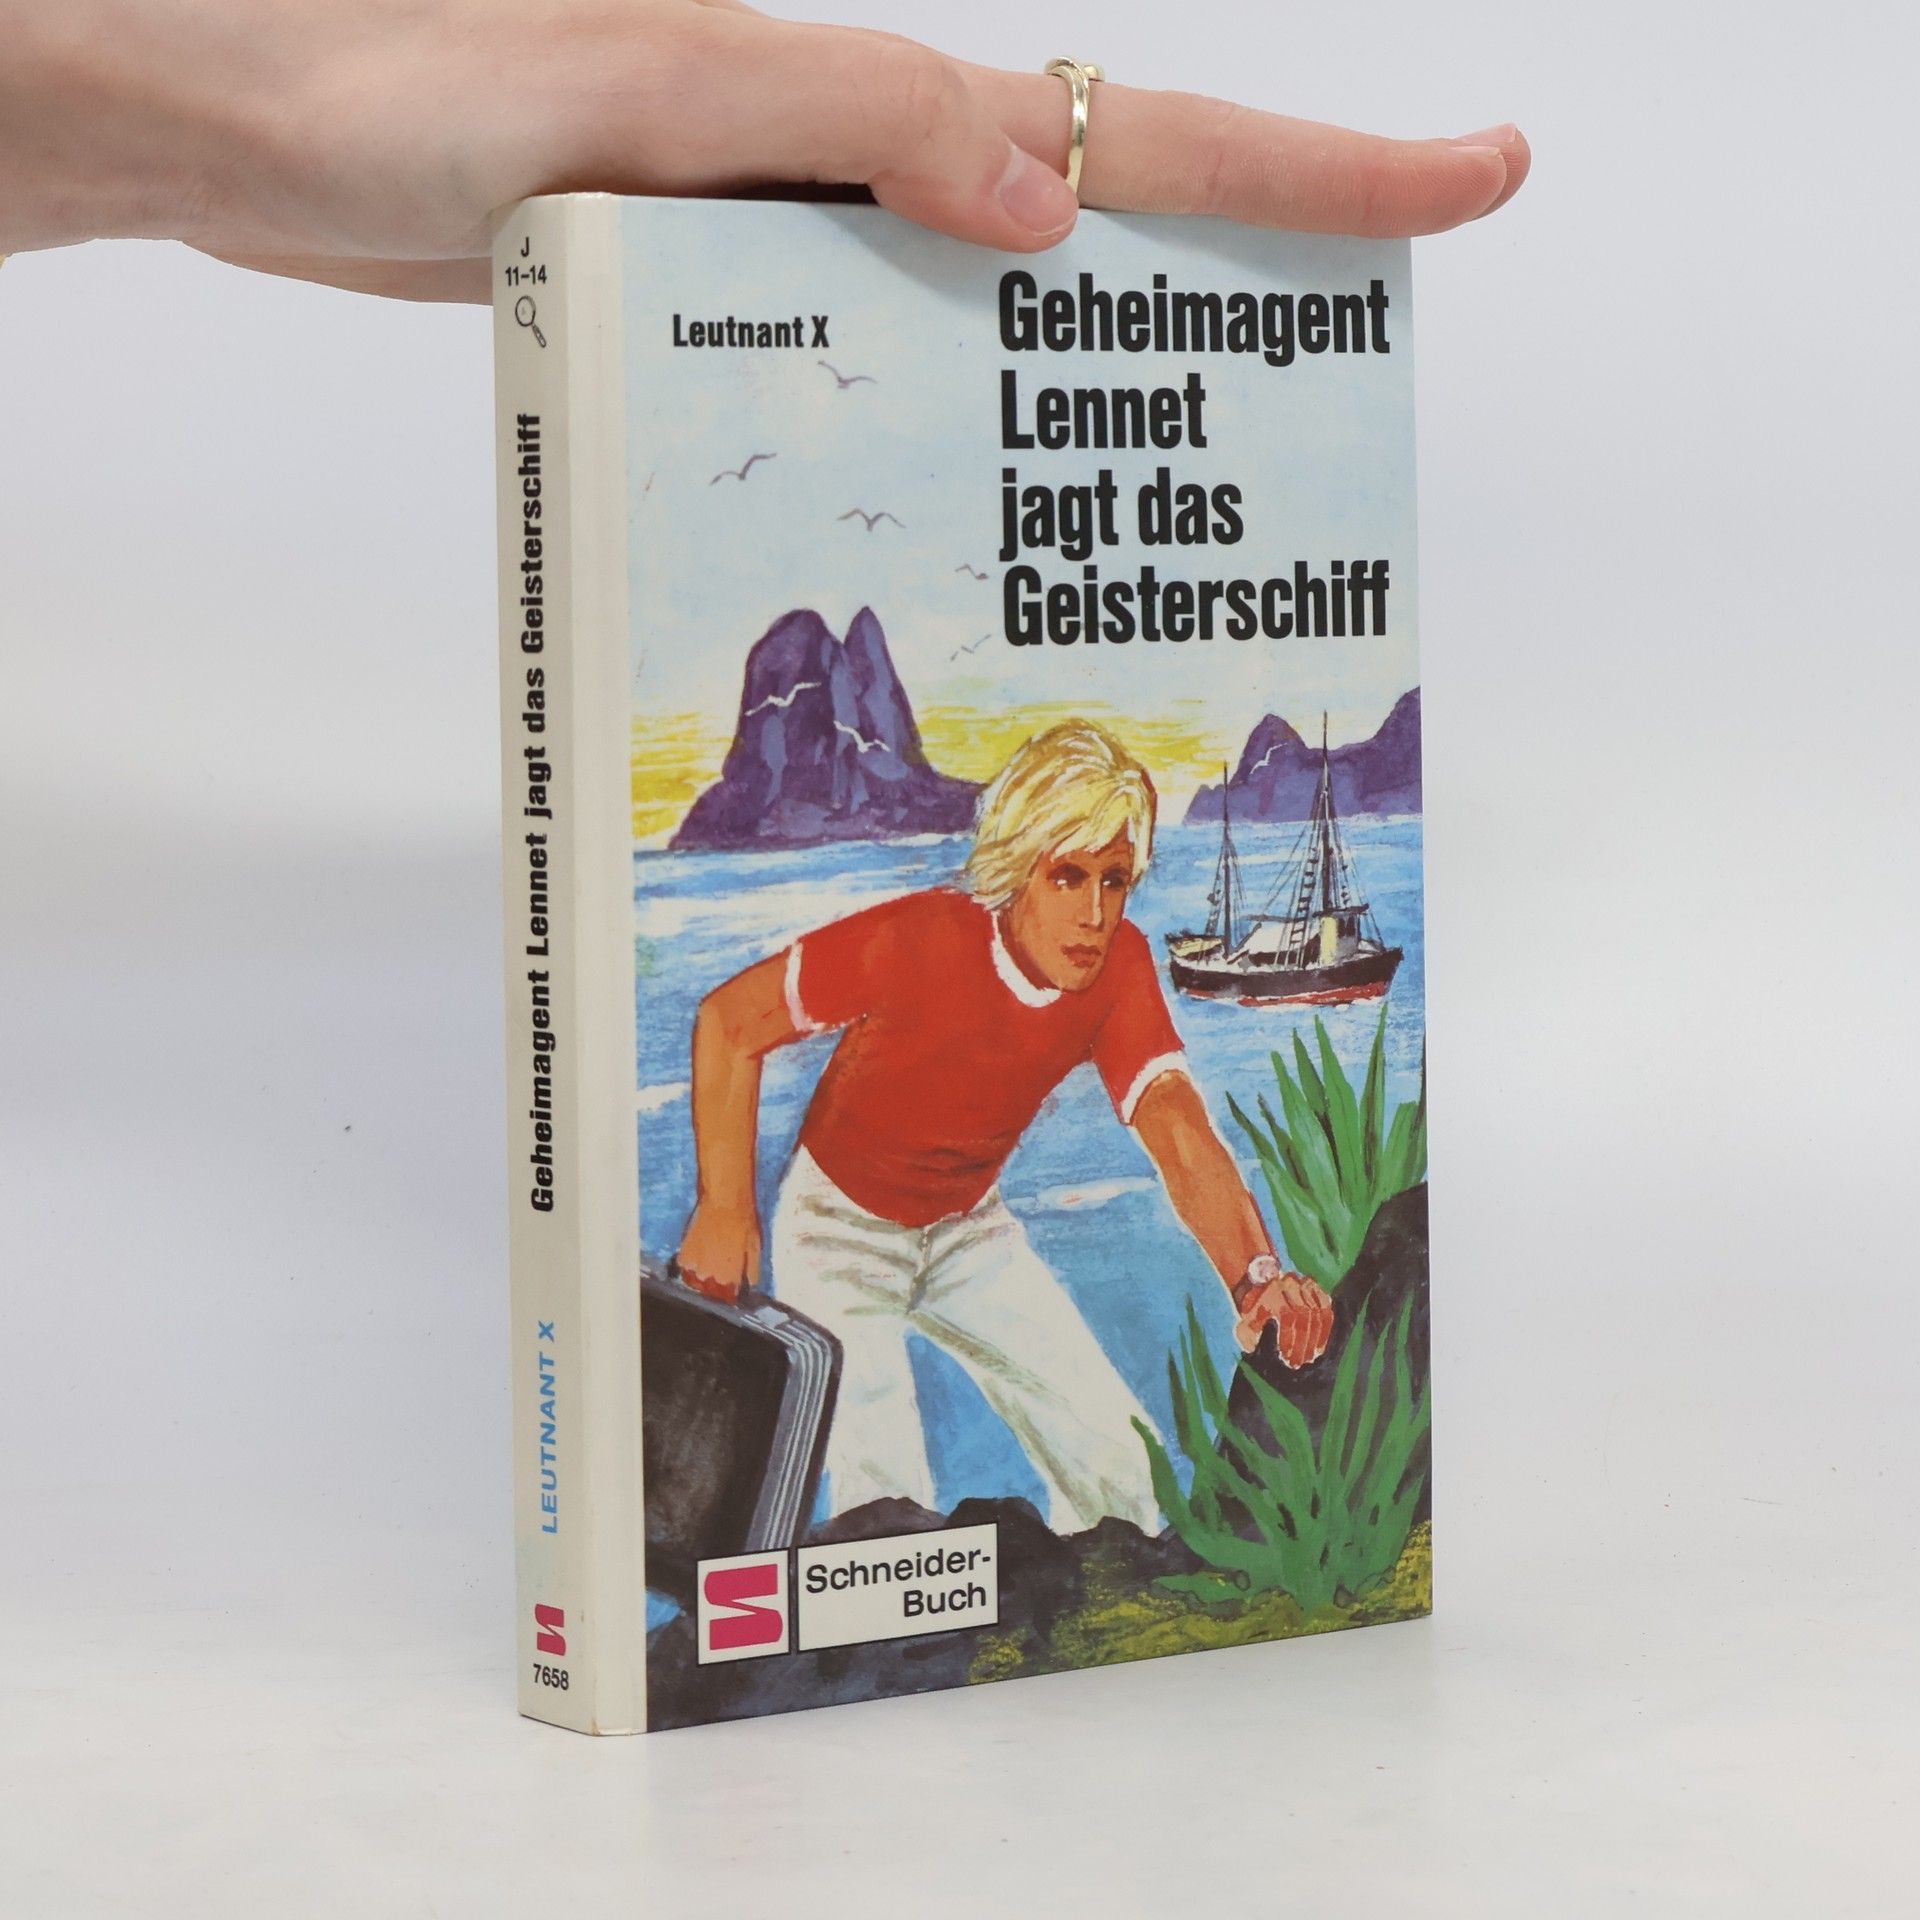 J
11-14
Geheimagent Lennet jagt das Geisterschiff
LEUTNANT X
7658
Leutnant X
Geheimagent
Lennet
jagt das
Geisterschiff
Schneider-
Buch